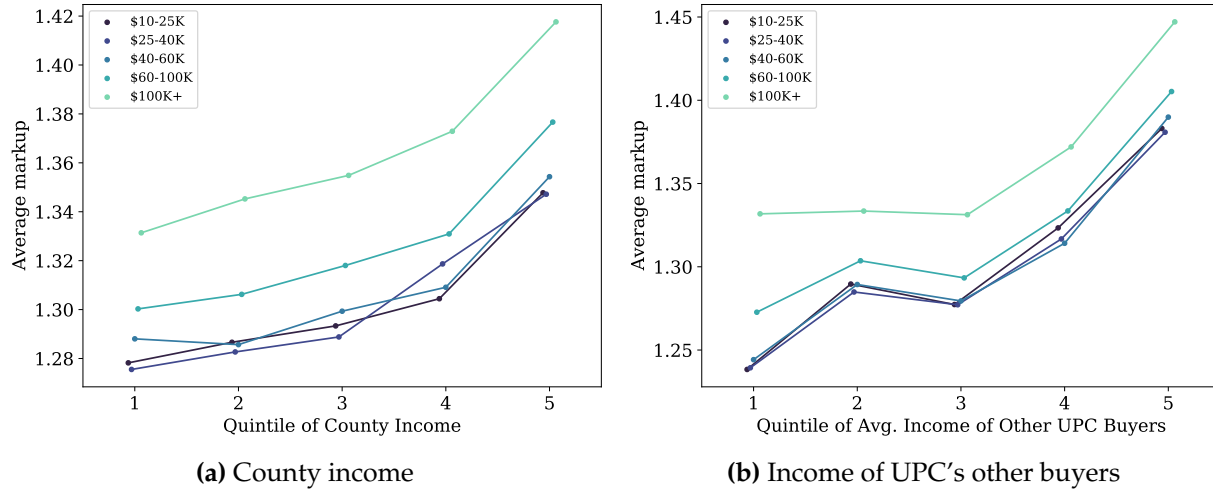 1.42
1.40
1.38
1.36
1.34
1.32
1.30
1.28
Average markup
$10-25K
$25-40K
$40-60K
$60-100K
$100K+
1 2 3 4 5
Quintile of County Income
(a) County income
1.45
1.40
1.35
1.30
1.25
Average markup
$10-25K
$25-40K
$40-60K
$60-100K
$100K+
1 2 3 4 5
Quintile of Avg. Income of Other UPC Buyers
(b) Income of UPC's other buyers